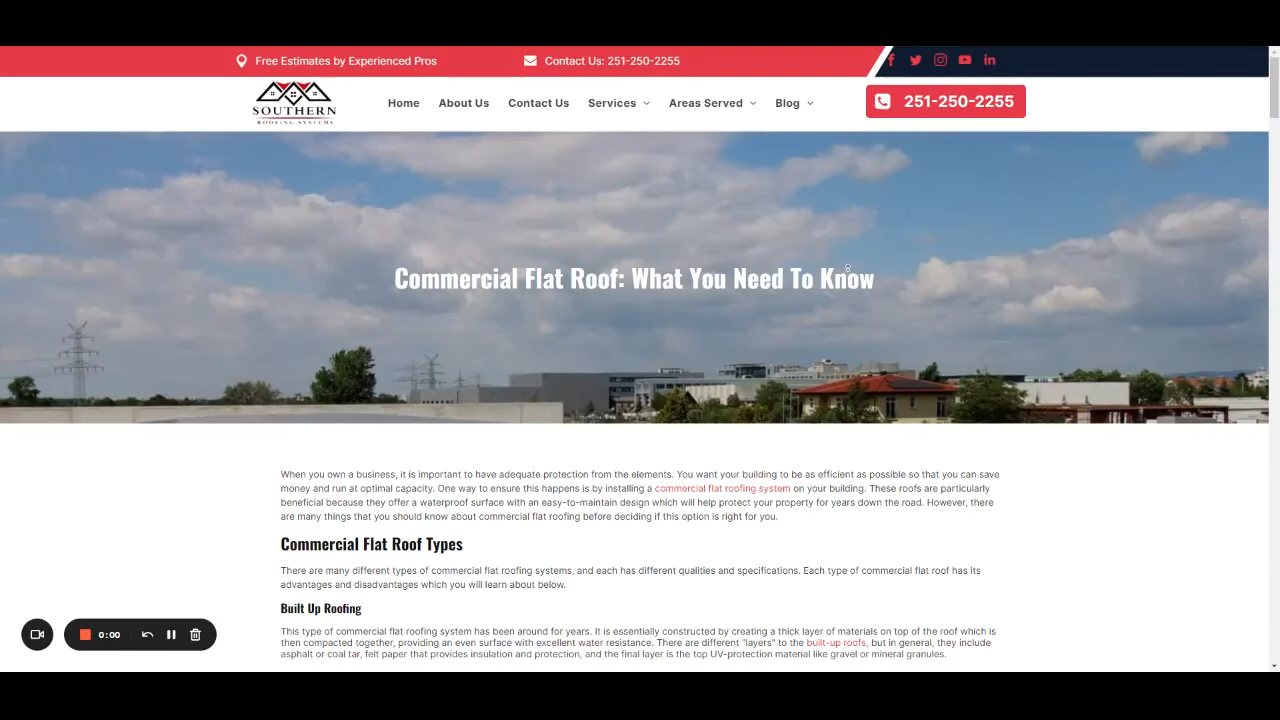 Free Estimates by Experienced Pros
Contact Us: 251-250-2255
SOUTHERN
ROOFING SYSTEMS
Home
About Us
Contact Us
Services
Areas Served
Blog
251-250-2255
Commercial Flat Roof: What You Need To Know
When you own a business, it is important to have adequate protection from the elements. You want your building to be as efficient as possible so that you can save
money and run at optimal capacity. One way to ensure this happens is by installing a commercial flat roofing system on your building. These roofs are particularly
beneficial because they offer a waterproof surface with an easy-to-maintain design which will help protect your property for years down the road. However, there
are many things that you should know about commercial flat roofing before deciding if this option is right for you.
Commercial Flat Roof Types
There are many different types of commercial flat roofing systems, and each has different qualities and specifications. Each type of commercial flat roof has its
advantages and disadvantages which you will learn about below.
Built Up Roofing
This type of commercial flat roofing system has been around for years. It is essentially constructed by creating a thick layer of materials on top of the roof which is
then compacted together, providing an even surface with excellent water resistance. There are different "layers" to the built-up roofs, but in general, they include
asphalt or coal tar, felt paper that provides insulation and protection, and the final layer is the top UV-protection material like gravel or mineral granules.
0:00